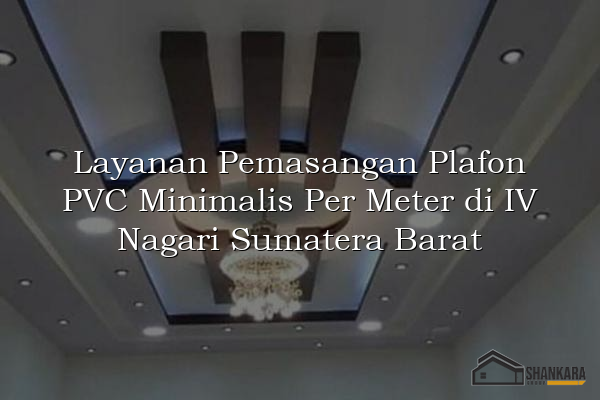 Layanan Pemasangan Plafon
PVC Minimalis Per Meter di IV
Nagari Sumatera Barat
SHANKARA